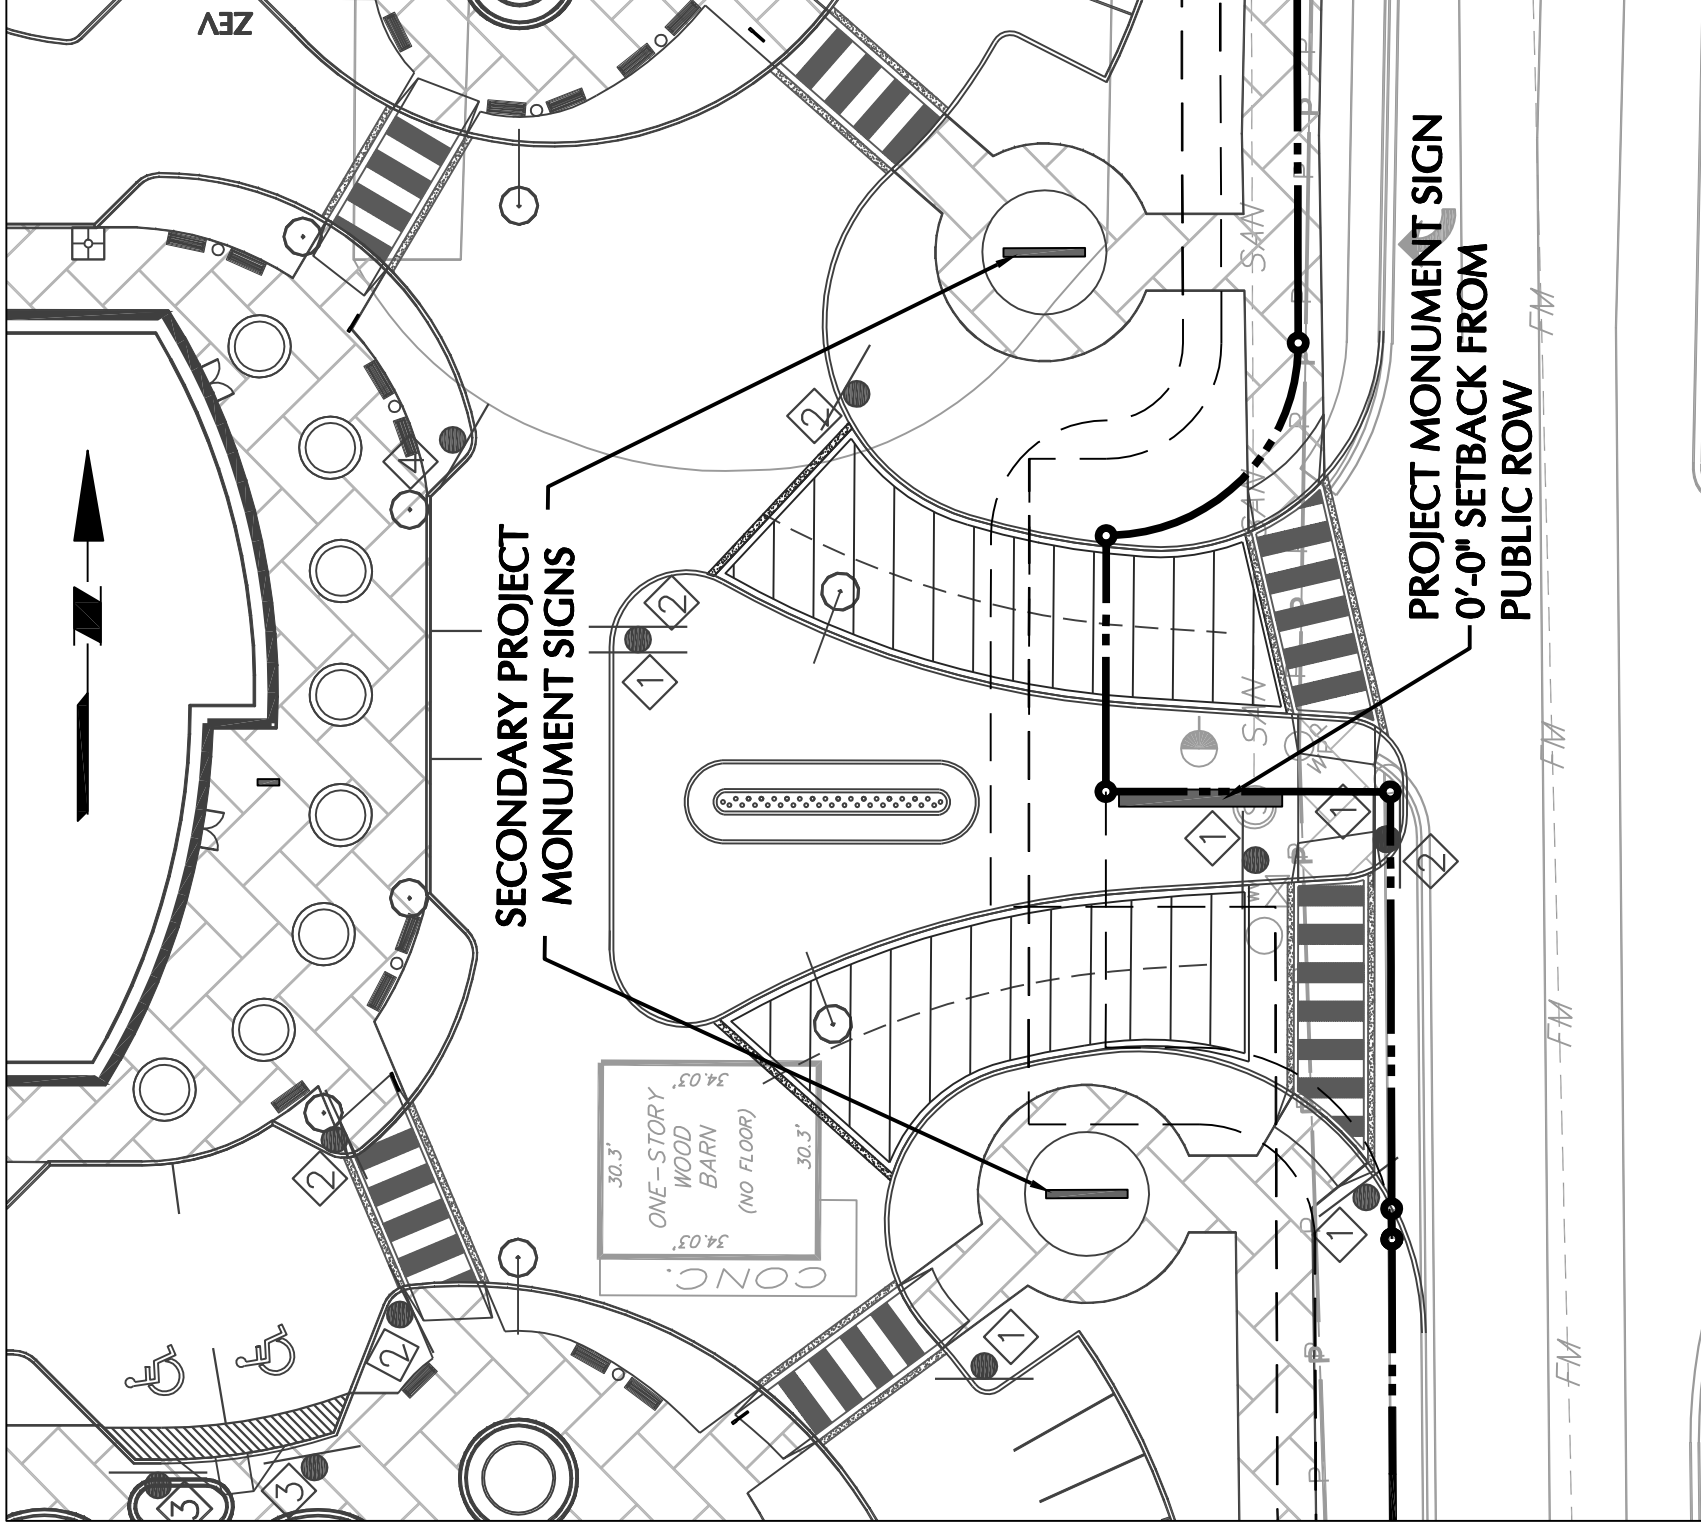 ZEV
SECONDARY PROJECT
MONUMENT SIGNS
PROJECT MONUMENT SIGN
0'-0" SETBACK FROM
PUBLIC ROW
N
4
2
2
1
1
1
2
2
2
1
1
3
3
34.03'
30.3'
ONE-STORY
WOOD
BARN
(NO FLOOR)
30.3'
34.03'
CONC.
SAN
SAN
SAN
FM
FM
FM
FM
P
P
P
P
P
P
P
P
P
P